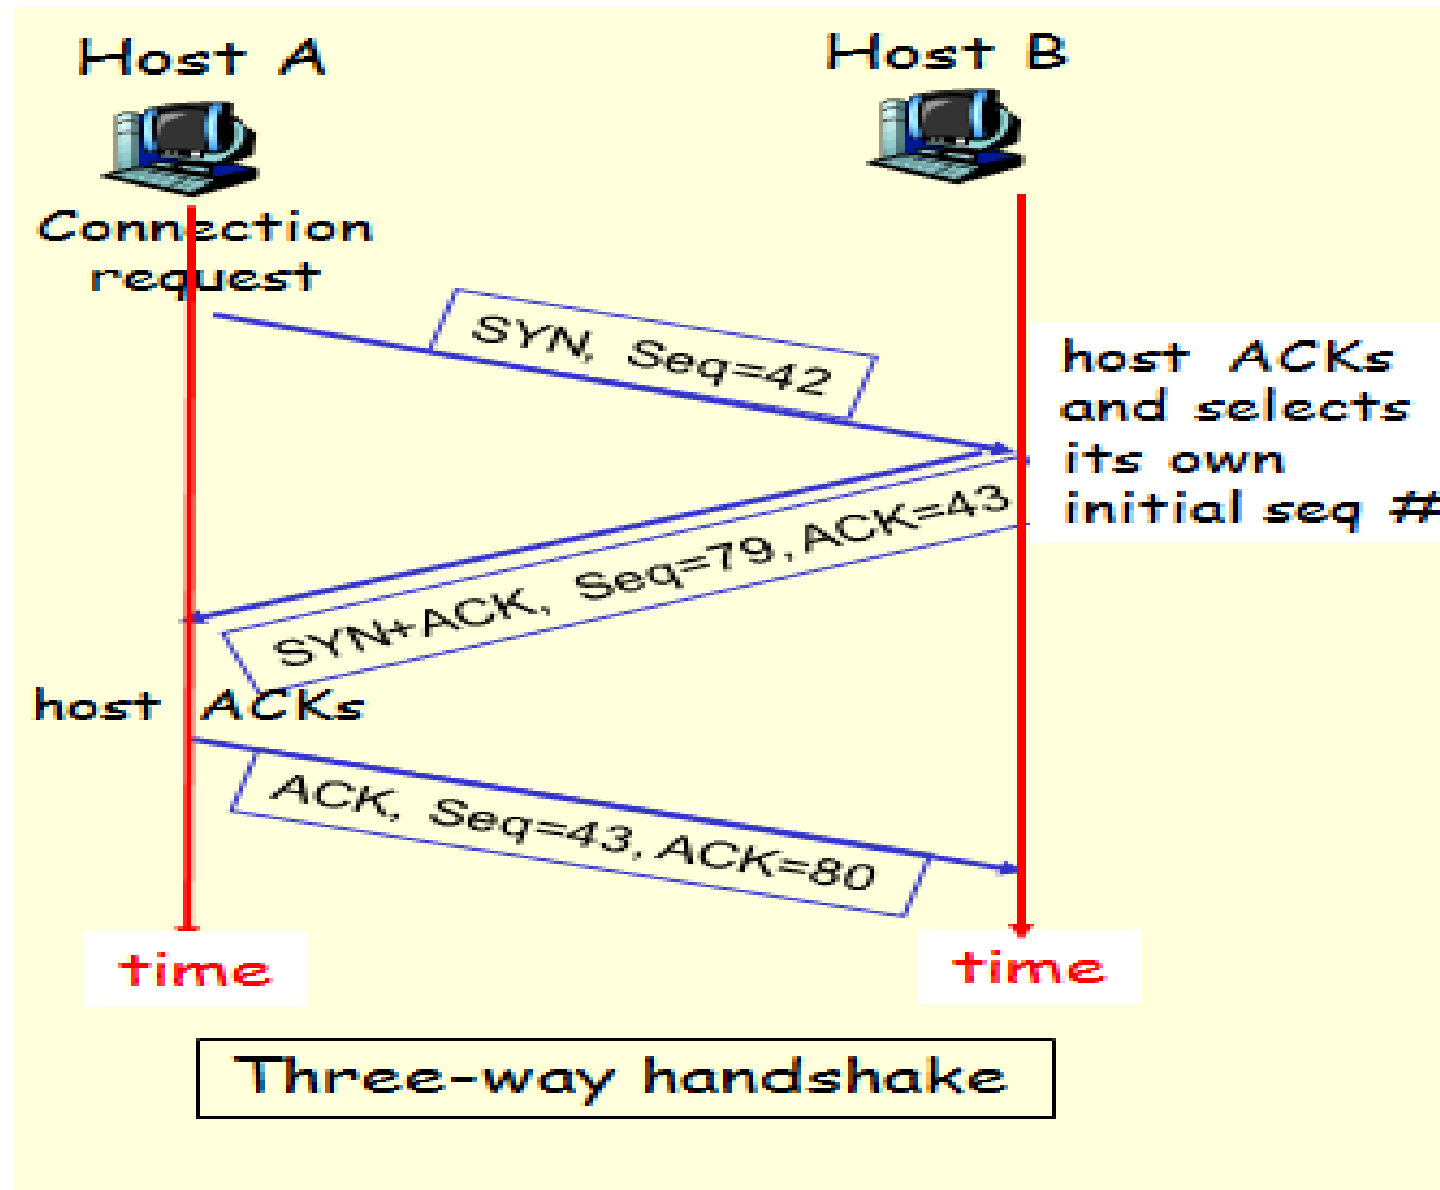 Host A
Host B
Connection
request
SYN, Seq=42
host ACKs
and selects
its own
initial seq #
SYN+ACK, Seq=79, ACK=43
host ACKs
ACK, Seq=43, ACK=80
time
time
Three-way handshake